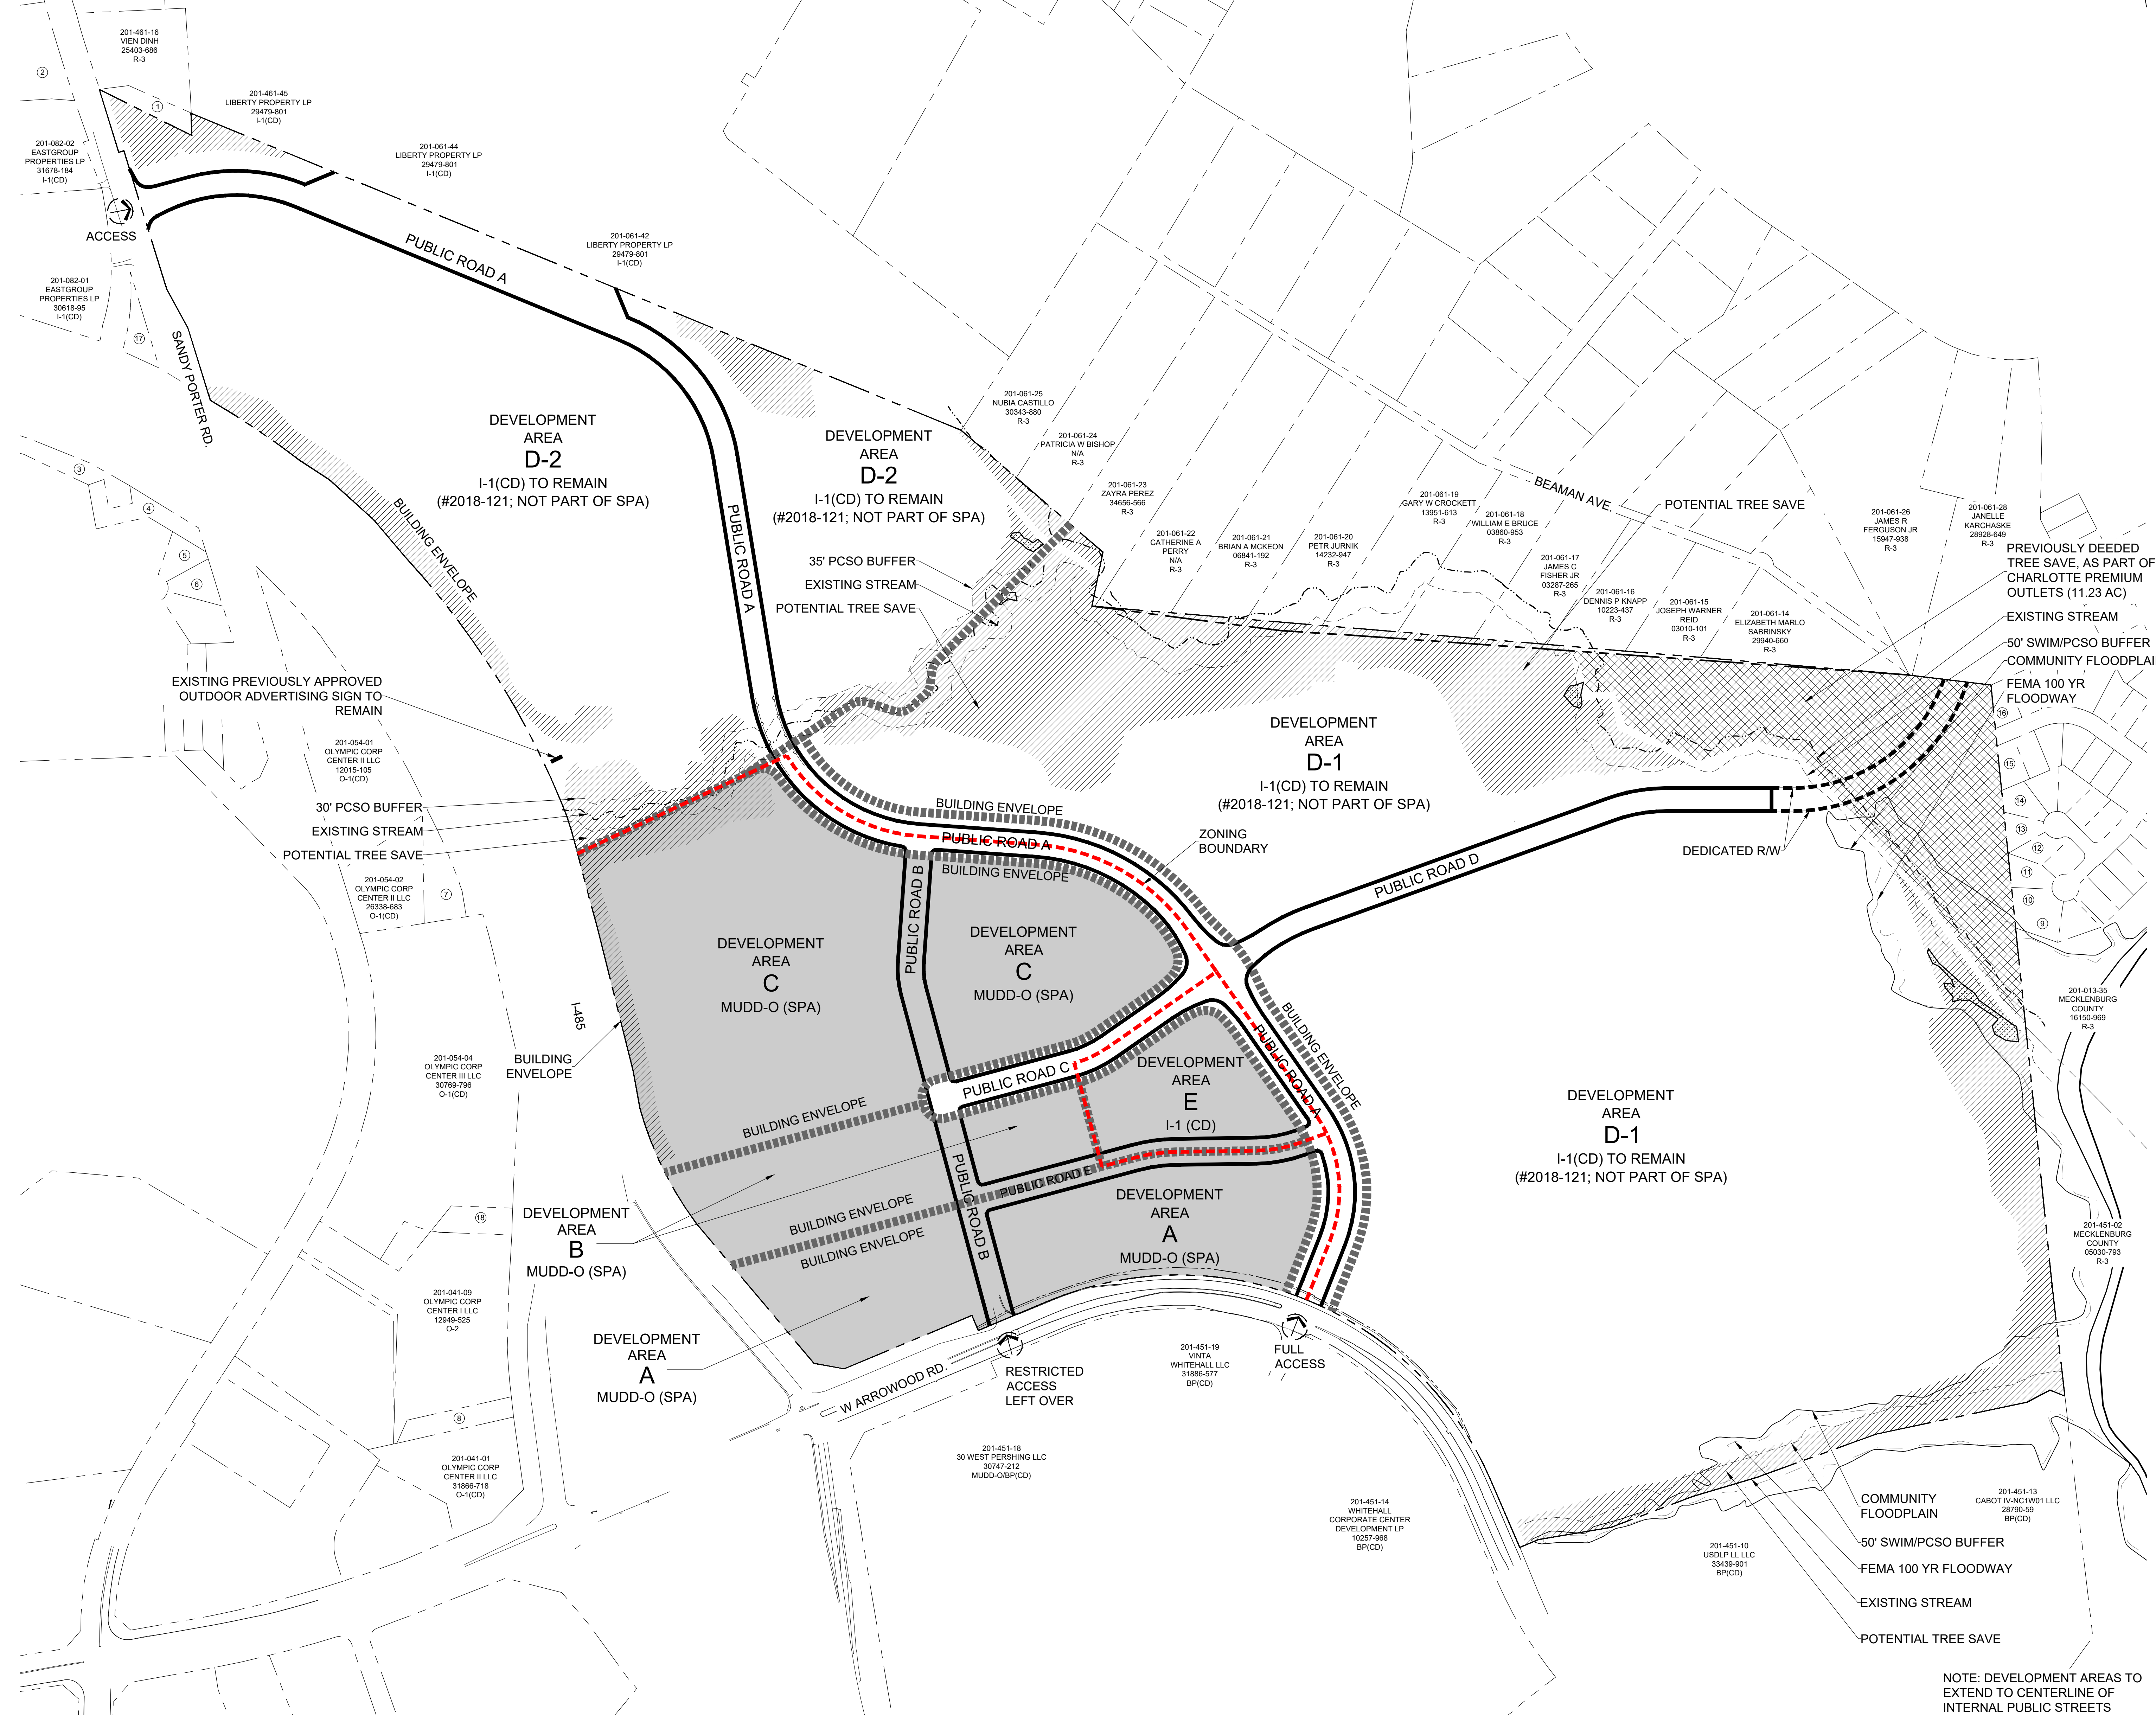 201-461-16
VIEN DINH
25403-686
R-3
2
1
201-461-45
LIBERTY PROPERTY LP
29479-801
I-1(CD)
201-082-02
EASTGROUP
PROPERTIES LP
31678-184
I-1(CD)
201-061-44
LIBERTY PROPERTY LP
29479-801
I-1(CD)
ACCESS
PUBLIC ROAD A
201-061-42
LIBERTY PROPERTY LP
29479-801
I-1(CD)
201-082-01
EASTGROUP
PROPERTIES LP
30618-95
I-1(CD)
17
SANDY PORTER RD.
3
4
5
6
BUILDING ENVELOPE
DEVELOPMENT
AREA
D-2
I-1(CD) TO REMAIN
(#2018-121; NOT PART OF SPA)
PUBLIC ROAD A
DEVELOPMENT
AREA
D-2
I-1(CD) TO REMAIN
(#2018-121; NOT PART OF SPA)
35' PCSO BUFFER
EXISTING STREAM
POTENTIAL TREE SAVE
201-061-25
NUBIA CASTILLO
30343-880
R-3
201-061-24
PATRICIA W BISHOP
N/A
R-3
201-061-23
ZAYRA PEREZ
34656-566
R-3
201-061-22
CATHERINE A
PERRY
N/A
R-3
201-061-21
BRIAN A MCKEON
06841-192
R-3
201-061-20
PETR JURNIK
14232-947
R-3
201-061-19
GARY W CROCKETT
13951-613
R-3
201-061-18
WILLIAM E BRUCE
03860-953
R-3
201-061-17
JAMES C
FISHER JR
03287-265
R-3
201-061-16
DENNIS P KNAPP
10223-437
R-3
201-061-15
JOSEPH WARNER
REID
03010-101
R-3
201-061-14
ELIZABETH MARLO
SABRINSKY
29940-660
R-3
BEAMAN AVE.
POTENTIAL TREE SAVE
201-061-26
JAMES R
FERGUSON JR
15947-938
R-3
201-061-28
JANELLE
KARCHASKE
28928-649
R-3
PREVIOUSLY DEEDED
TREE SAVE, AS PART OF
CHARLOTTE PREMIUM
OUTLETS (11.23 AC)
EXISTING STREAM
50' SWIM/PCSO BUFFER
COMMUNITY FLOODPLAI
FEMA 100 YR
FLOODWAY
16
15
14
13
12
11
10
9
EXISTING PREVIOUSLY APPROVED
OUTDOOR ADVERTISING SIGN TO
REMAIN
201-054-01
OLYMPIC CORP
CENTER II LLC
12015-105
O-1(CD)
30' PCSO BUFFER
EXISTING STREAM
POTENTIAL TREE SAVE
201-054-02
OLYMPIC CORP
CENTER II LLC
26338-683
O-1(CD)
7
DEVELOPMENT
AREA
D-1
I-1(CD) TO REMAIN
(#2018-121; NOT PART OF SPA)
BUILDING ENVELOPE
PUBLIC ROAD A
BUILDING ENVELOPE
ZONING
BOUNDARY
DEDICATED R/W
PUBLIC ROAD D
PUBLIC ROAD B
DEVELOPMENT
AREA
C
MUDD-O (SPA)
DEVELOPMENT
AREA
C
MUDD-O (SPA)
I-485
BUILDING
ENVELOPE
201-054-04
OLYMPIC CORP
CENTER III LLC
30769-796
O-1(CD)
BUILDING ENVELOPE
PUBLIC ROAD A
PUBLIC ROAD C
DEVELOPMENT
AREA
E
I-1 (CD)
BUILDING ENVELOPE
PUBLIC ROAD B
PUBLIC ROAD E
BUILDING ENVELOPE
BUILDING ENVELOPE
DEVELOPMENT
AREA
A
MUDD-O (SPA)
DEVELOPMENT
AREA
D-1
I-1(CD) TO REMAIN
(#2018-121; NOT PART OF SPA)
201-013-35
MECKLENBURG
COUNTY
16150-969
R-3
201-451-02
MECKLENBURG
COUNTY
05030-793
R-3
18
DEVELOPMENT
AREA
B
MUDD-O (SPA)
201-041-09
OLYMPIC CORP
CENTER I LLC
12949-525
O-2
DEVELOPMENT
AREA
A
MUDD-O (SPA)
8
201-041-01
OLYMPIC CORP
CENTER II LLC
31866-718
O-1(CD)
W ARROWOOD RD.
RESTRICTED
ACCESS
LEFT OVER
201-451-19
VINTA
WHITEHALL LLC
31886-577
BP(CD)
FULL
ACCESS
201-451-18
30 WEST PERSHING LLC
30747-212
MUDD-O/BP(CD)
201-451-14
WHITEHALL
CORPORATE CENTER
DEVELOPMENT LP
10257-968
BP(CD)
201-451-10
USDLP LL LLC
33439-901
BP(CD)
201-451-13
CABOT IV-NC1W01 LLC
28790-59
BP(CD)
COMMUNITY
FLOODPLAIN
50' SWIM/PCSO BUFFER
FEMA 100 YR FLOODWAY
EXISTING STREAM
POTENTIAL TREE SAVE
NOTE: DEVELOPMENT AREAS TO
EXTEND TO CENTERLINE OF
INTERNAL PUBLIC STREETS